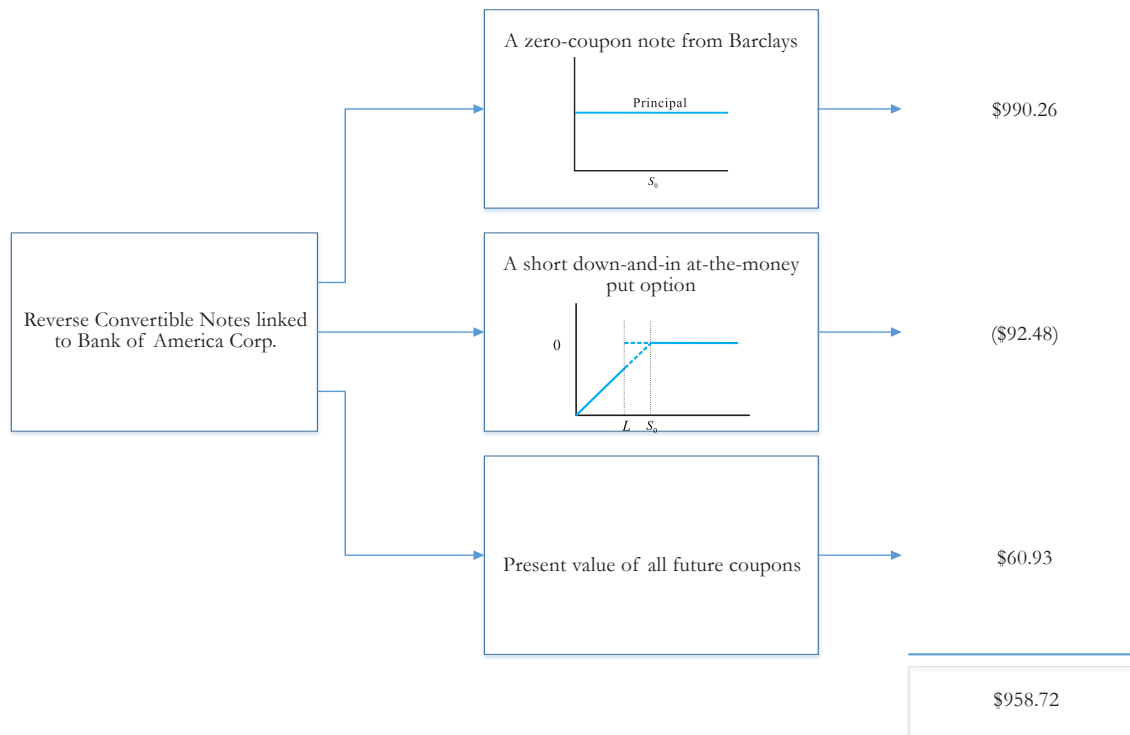 A zero-coupon note from Barclays
Principal
S₀
$990.26
Reverse Convertible Notes linked
to Bank of America Corp.
A short down-and-in at-the-money
put option
0
L S₀
($92.48)
Present value of all future coupons
$60.93
$958.72